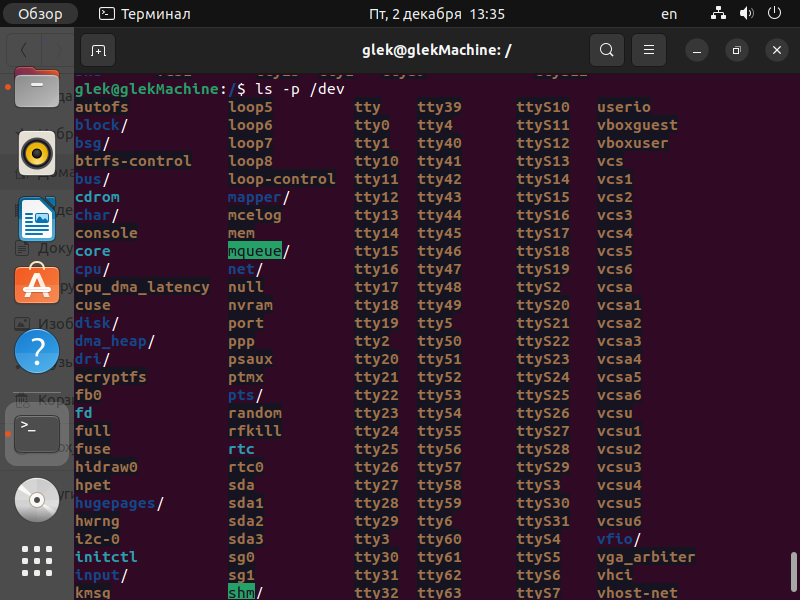 Обзор Терминал Пт, 2 декабря 13:35 en
glek@glekMachine: /
glek@glekMachine:/$ ls -p /dev
autofs loop5 tty tty39 ttyS10 userio
block/ loop6 tty0 tty4 ttyS11 vboxguest
bsg/ loop7 tty1 tty40 ttyS12 vboxuser
btrfs-control loop8 tty10 tty41 ttyS13 vcs
bus/ loop-control tty11 tty42 ttyS14 vcs1
cdrom mapper/ tty12 tty43 ttyS15 vcs2
char/ mcelog tty13 tty44 ttyS16 vcs3
console mem tty14 tty45 ttyS17 vcs4
core mqueue/ tty15 tty46 ttyS18 vcs5
cpu/ net/ tty16 tty47 ttyS19 vcs6
cpu_dma_latency null tty17 tty48 ttyS2 vcsa
cuse nvram tty18 tty49 ttyS20 vcsa1
disk/ port tty19 tty5 ttyS21 vcsa2
dma_heap/ ppp tty2 tty50 ttyS22 vcsa3
dri/ psaux tty20 tty51 ttyS23 vcsa4
ecryptfs ptmx tty21 tty52 ttyS24 vcsa5
fb0 pts/ tty22 tty53 ttyS25 vcsa6
fd random tty23 tty54 ttyS26 vcsu
full rfkill tty24 tty55 ttyS27 vcsu1
fuse rtc tty25 tty56 ttyS28 vcsu2
hidraw0 rtc0 tty26 tty57 ttyS29 vcsu3
hpet sda tty27 tty58 ttyS3 vcsu4
hugepages/ sda1 tty28 tty59 ttyS30 vcsu5
hwrng sda2 tty29 tty6 ttyS31 vcsu6
i2c-0 sda3 tty3 tty60 ttyS4 vfio/
initctl sg0 tty30 tty61 ttyS5 vga_arbiter
input/ sg1 tty31 tty62 ttyS6 vhci
kmsg shm/ tty32 tty63 ttyS7 vhost-net